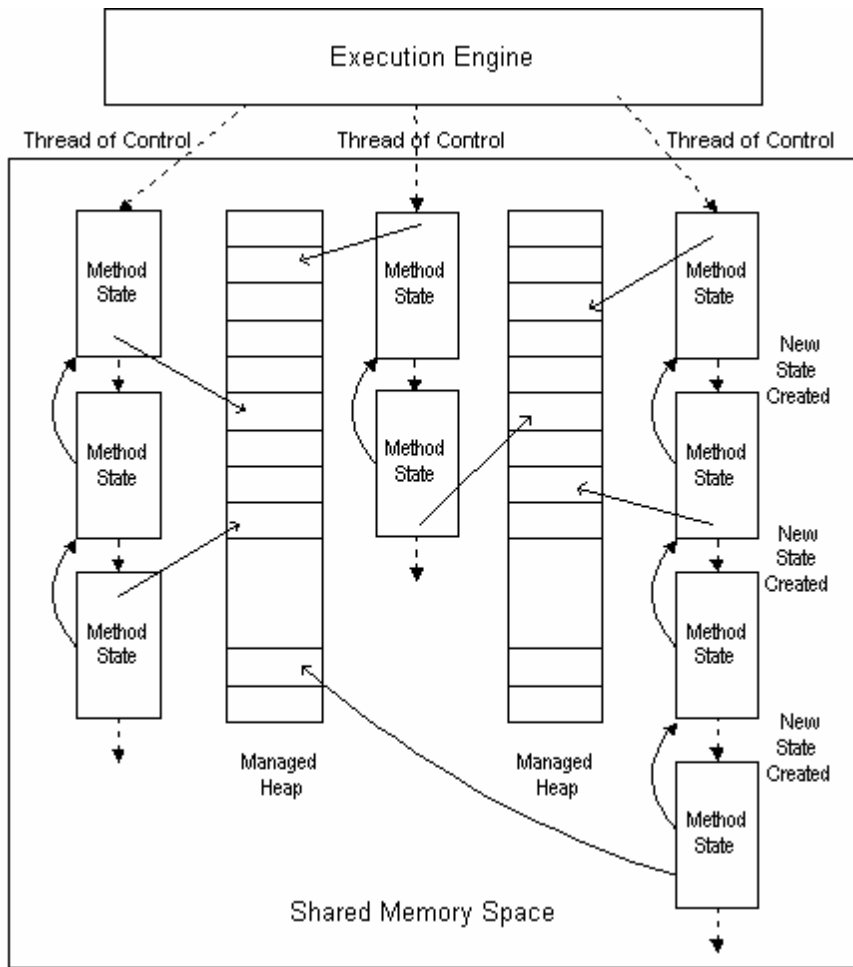 Execution Engine
Thread of Control
Thread of Control
Thread of Control
Method
State
Method
State
Method
State
New
State
Created
Method
State
Method
State
Method
State
New
State
Created
Method
State
Method
State
New
State
Created
Managed
Heap
Managed
Heap
Method
State
Shared Memory Space